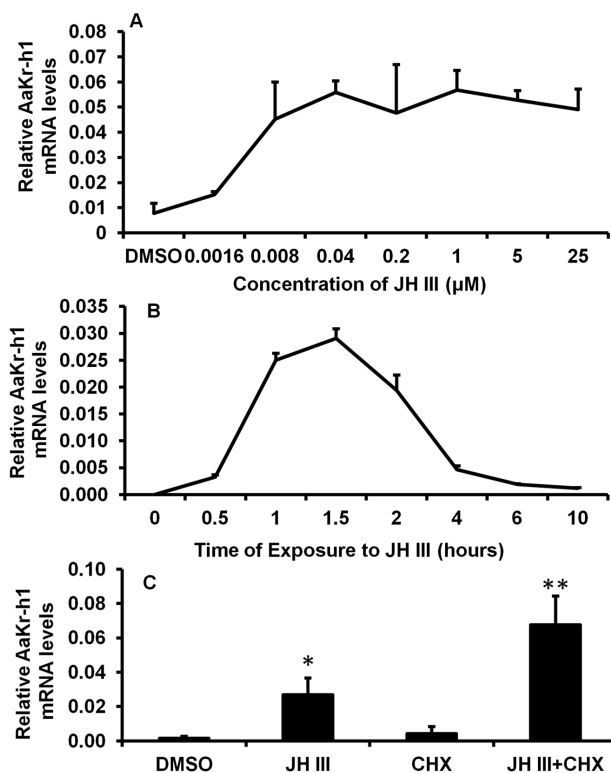 A
Relative AaKr-h1
mRNA levels
0.08
0.07
0.06
0.05
0.04
0.03
0.02
0.01
0
DMSO 0.0016 0.008 0.04 0.2 1 5 25
Concentration of JH III (µM)
B
Relative AaKr-h1
mRNA levels
0.035
0.030
0.025
0.020
0.015
0.010
0.005
0.000
0 0.5 1 1.5 2 4 6 10
Time of Exposure to JH III (hours)
C
Relative AaKr-h1
mRNA levels
0.10
0.08
0.06
0.04
0.02
0.00
*
**
DMSO JH III CHX JH III+CHX